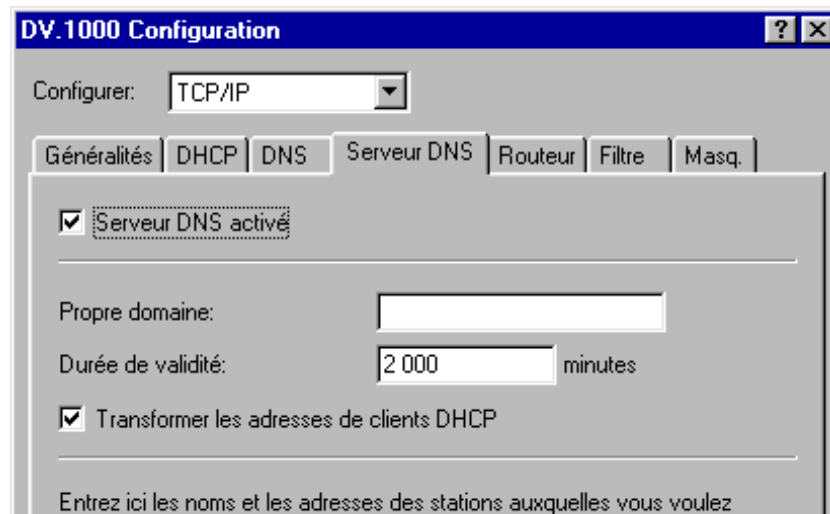 DV.1000 Configuration
Configurer: TCP/IP
Généralités DHCP DNS Serveur DNS Routeur Filtre Masq.
Serveur DNS activé
Propre domaine:
Durée de validité: 2 000 minutes
Transformer les adresses de clients DHCP
Entrez ici les noms et les adresses des stations auxquelles vous voulez